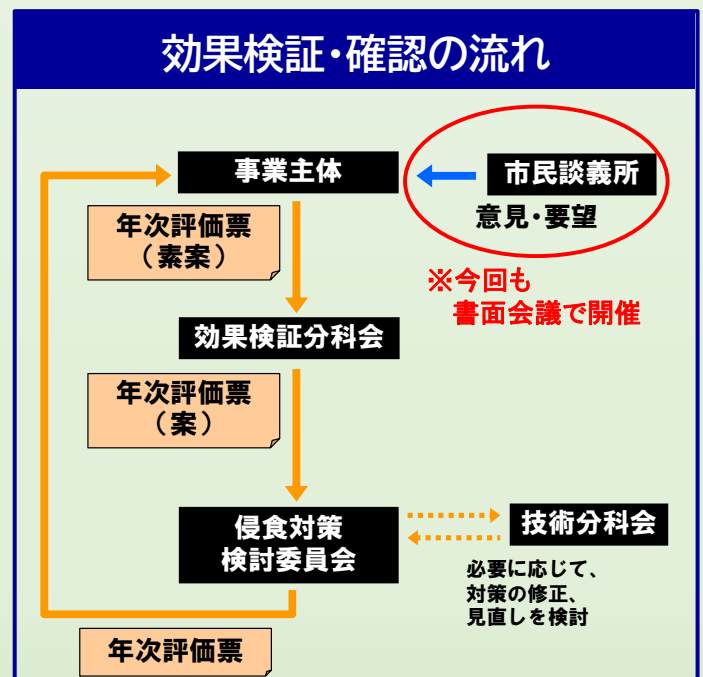 効果検証・確認の流れ
事業主体
市民談義所
意見・要望
年次評価票
（素案）
※今回も
書面会議で開催
効果検証分科会
年次評価票
（案）
侵食対策
検討委員会
技術分科会
必要に応じて、
対策の修正、
見直しを検討
年次評価票